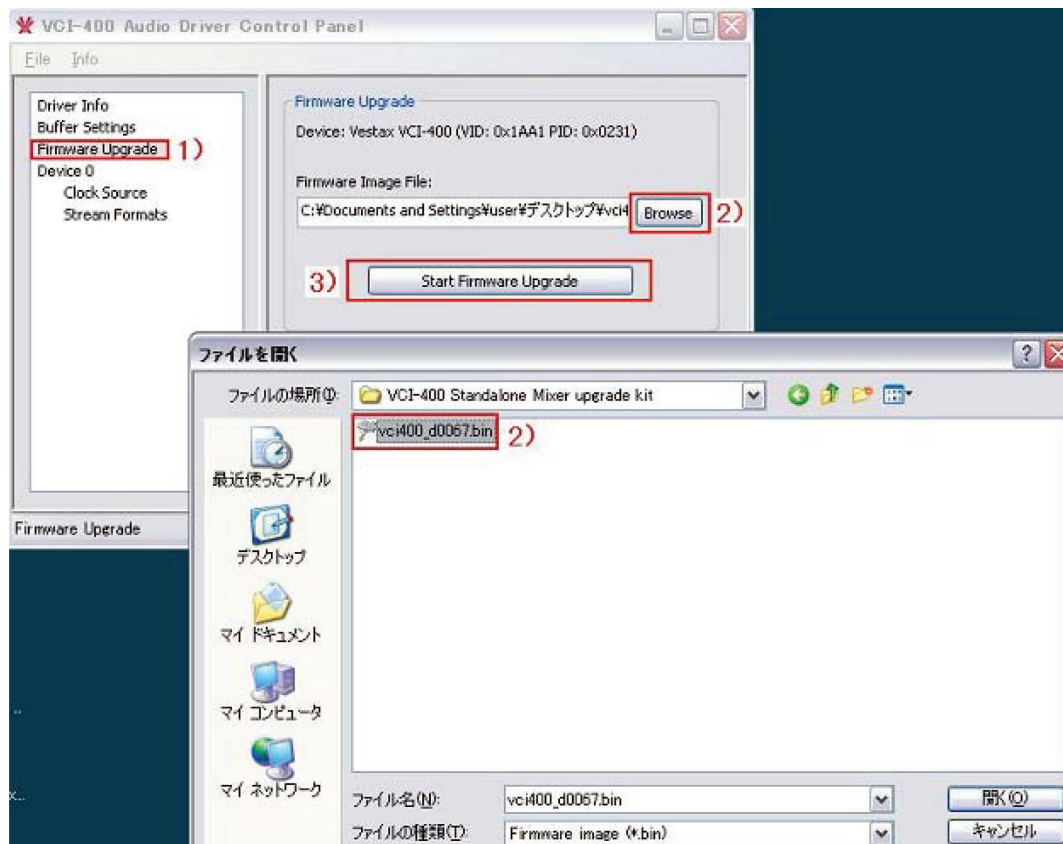 VCI-400 Audio Driver Control Panel
File Info
Driver Info
Buffer Settings
Firmware Upgrade 1)
Device 0
Clock Source
Stream Formats
Firmware Upgrade
Device: Vestax VCI-400 (VID: 0x1AA1 PID: 0x0231)
Firmware Image File:
C:¥Documents and Settings¥user¥デスクトップ¥vci4 Browse 2)
3) Start Firmware Upgrade
Firmware Upgrade
ファイルを開く
ファイルの場所(I): VCI-400 Standalone Mixer upgrade kit
vci400_d0067.bin 2)
最近使ったファイル
デスクトップ
マイ ドキュメント
マイ コンピュータ
マイ ネットワーク
ファイル名(N): vci400_d0067.bin 開く(O)
ファイルの種類(T): Firmware image (*.bin) キャンセル
..
x...